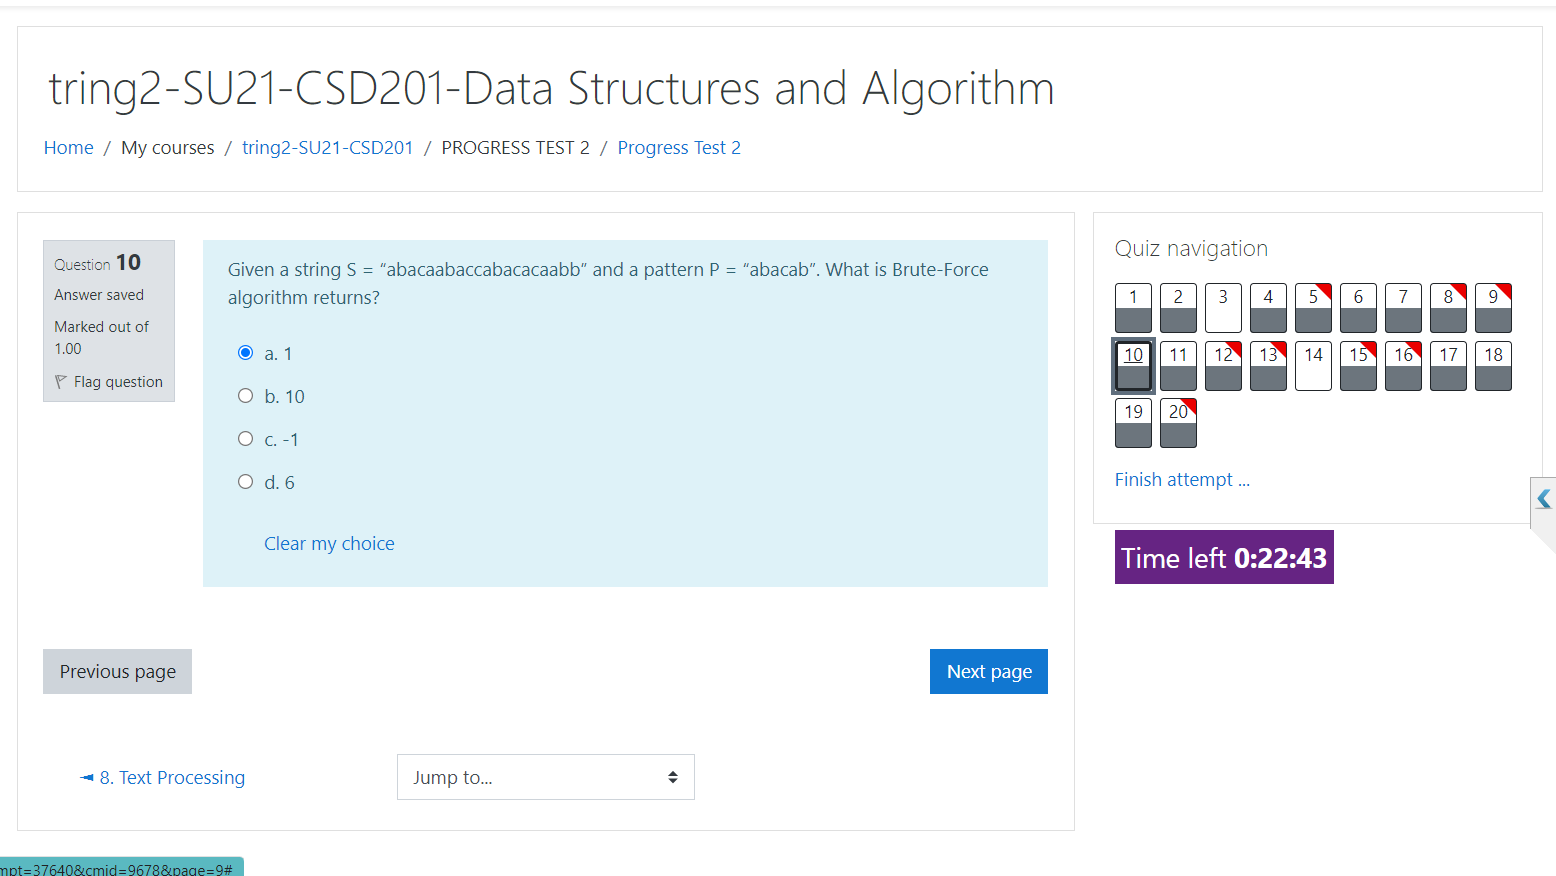 tring2-SU21-CSD201-Data Structures and Algorithm
Home / My courses / tring2-SU21-CSD201 / PROGRESS TEST 2 / Progress Test 2
Question 10
Answer saved
Marked out of
1.00
Flag question
Given a string S = “abacaabaccabacacaabb” and a pattern P = “abacab”. What is Brute-Force
algorithm returns?
a. 1
b. 10
c. -1
d. 6
Clear my choice
Previous page
Next page
◄ 8. Text Processing
Jump to...
Quiz navigation
1 2 3 4 5 6 7 8 9
10 11 12 13 14 15 16 17 18
19 20
Finish attempt ...
Time left 0:22:43
mpt=37640&cmid=9678&page=9#